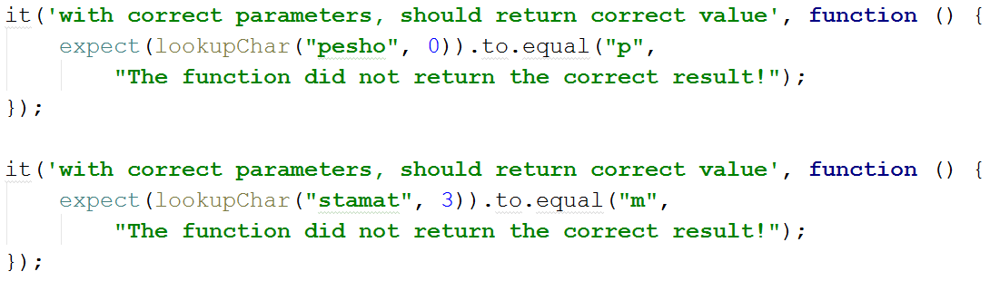 it('with correct parameters, should return correct value', function () {
    expect(lookupChar("pesho", 0)).to.equal("p",
        "The function did not return the correct result!");
});

it('with correct parameters, should return correct value', function () {
    expect(lookupChar("stamat", 3)).to.equal("m",
        "The function did not return the correct result!");
});